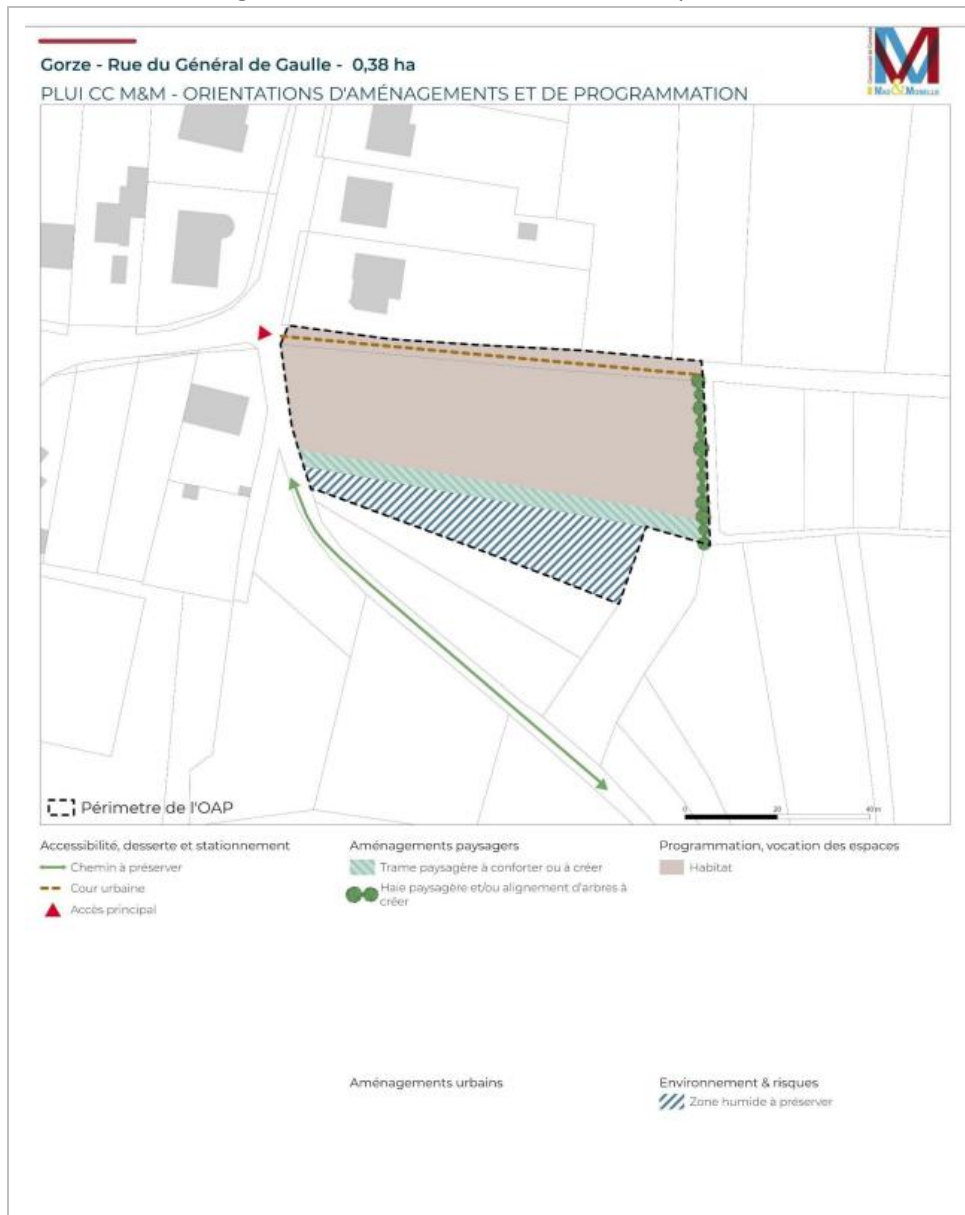 Gorze - Rue du Général de Gaulle - 0,38 ha
PLUI CC M&M - ORIENTATIONS D'AMÉNAGEMENTS ET DE PROGRAMMATION
MAD & MOSELLE
Périmetre de l'OAP
0 20 40 m
Accessibilité, desserte et stationnement
Chemin à préserver
Cour urbaine
Accès principal
Aménagements paysagers
Trame paysagère à conforter ou à créer
Haie paysagère et/ou alignement d'arbres à
créer
Programmation, vocation des espaces
Habitat
Aménagements urbains
Environnement & risques
Zone humide à préserver